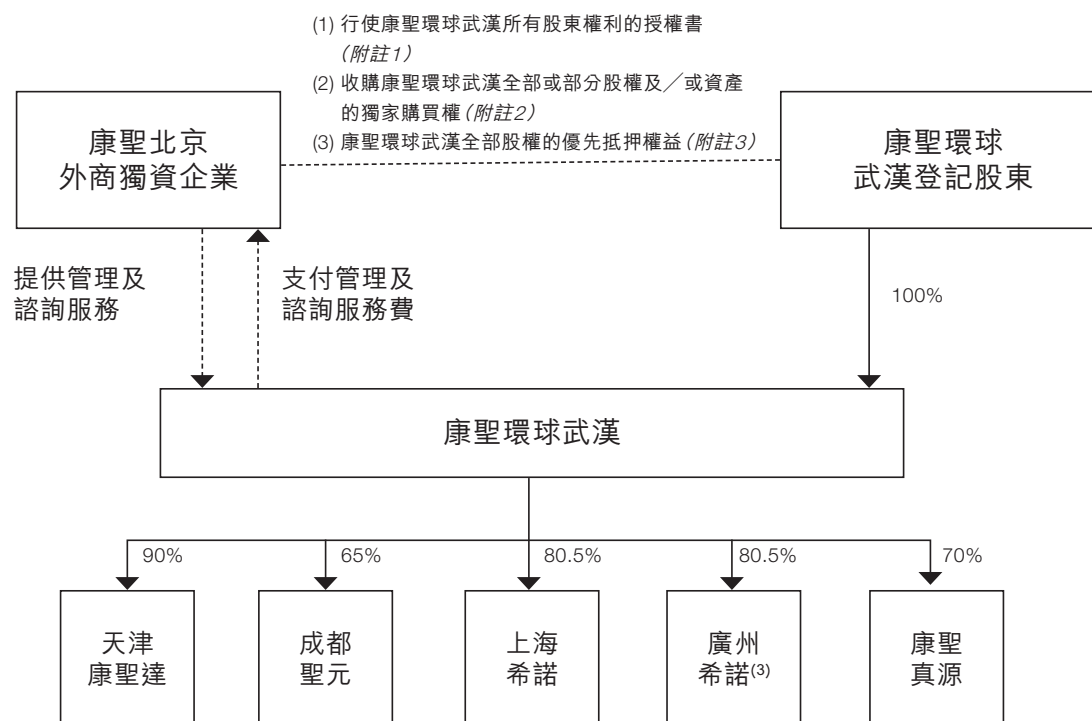 (1) 行使康聖環球武漢所有股東權利的授權書
(附註1)
(2) 收購康聖環球武漢全部或部分股權及／或資產
的獨家購買權(附註2)
(3) 康聖環球武漢全部股權的優先抵押權益(附註3)
康聖北京
外商獨資企業
康聖環球
武漢登記股東
提供管理及
諮詢服務
支付管理及
諮詢服務費
100%
康聖環球武漢
90%
65%
80.5%
80.5%
70%
天津
康聖達
成都
聖元
上海
希諾
廣州
希諾(3)
康聖
真源